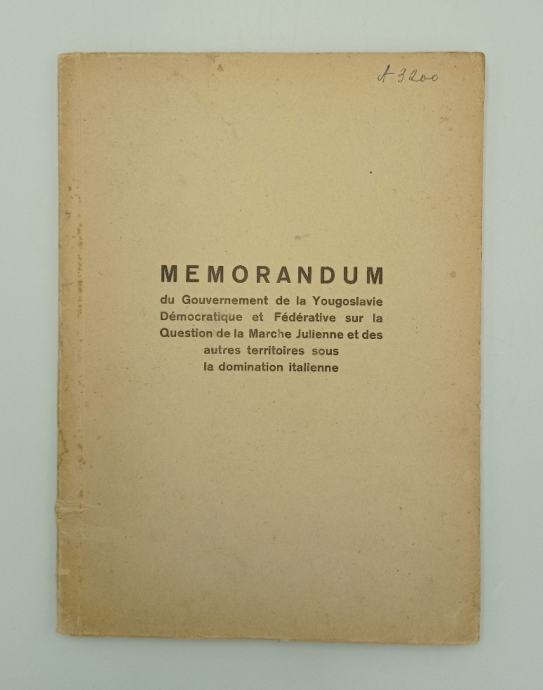 A 3200
MEMORANDUM
du Gouvernement de la Yougoslavie
Démocratique et Fédérative sur la
Question de la Marche Julienne et des
autres territoires sous
la domination italienne